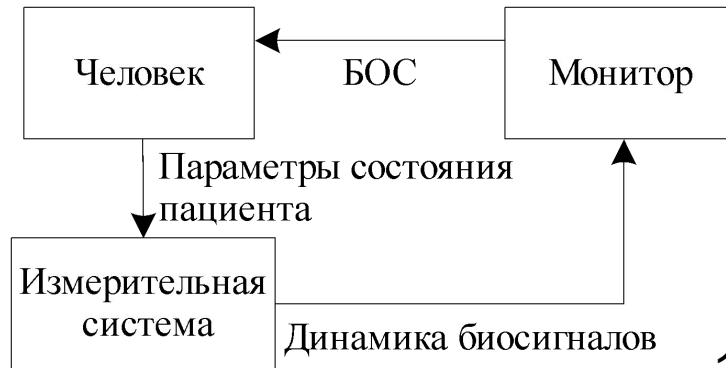 Человек
БОС
Монитор
Параметры состояния
пациента
Измерительная
система
Динамика биосигналов